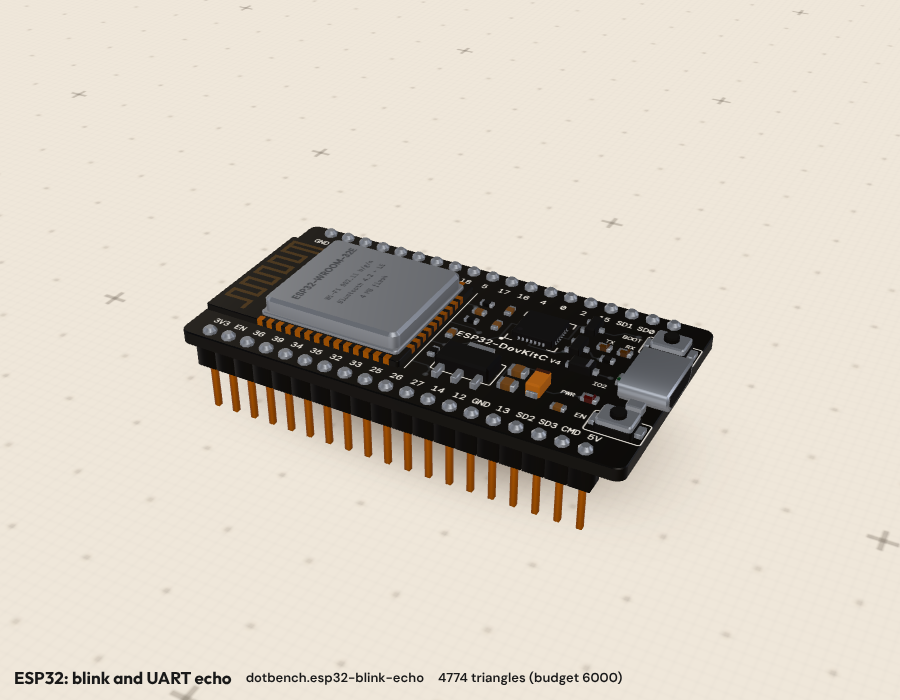 GND
ESP32-WROOM-32E
18 5 17 16 4 0 2 15 SD1 SD0
BOOT
TX RX
ESP32-DevKitC V4
IO2
PWR
EN
3V3 EN 36 39 34 35 32 33 25 26 27 14 12 GND 13 SD2 SD3 CMD 5V
ESP32: blink and UART echo dotbench.esp32-blink-echo 4774 triangles (budget 6000)